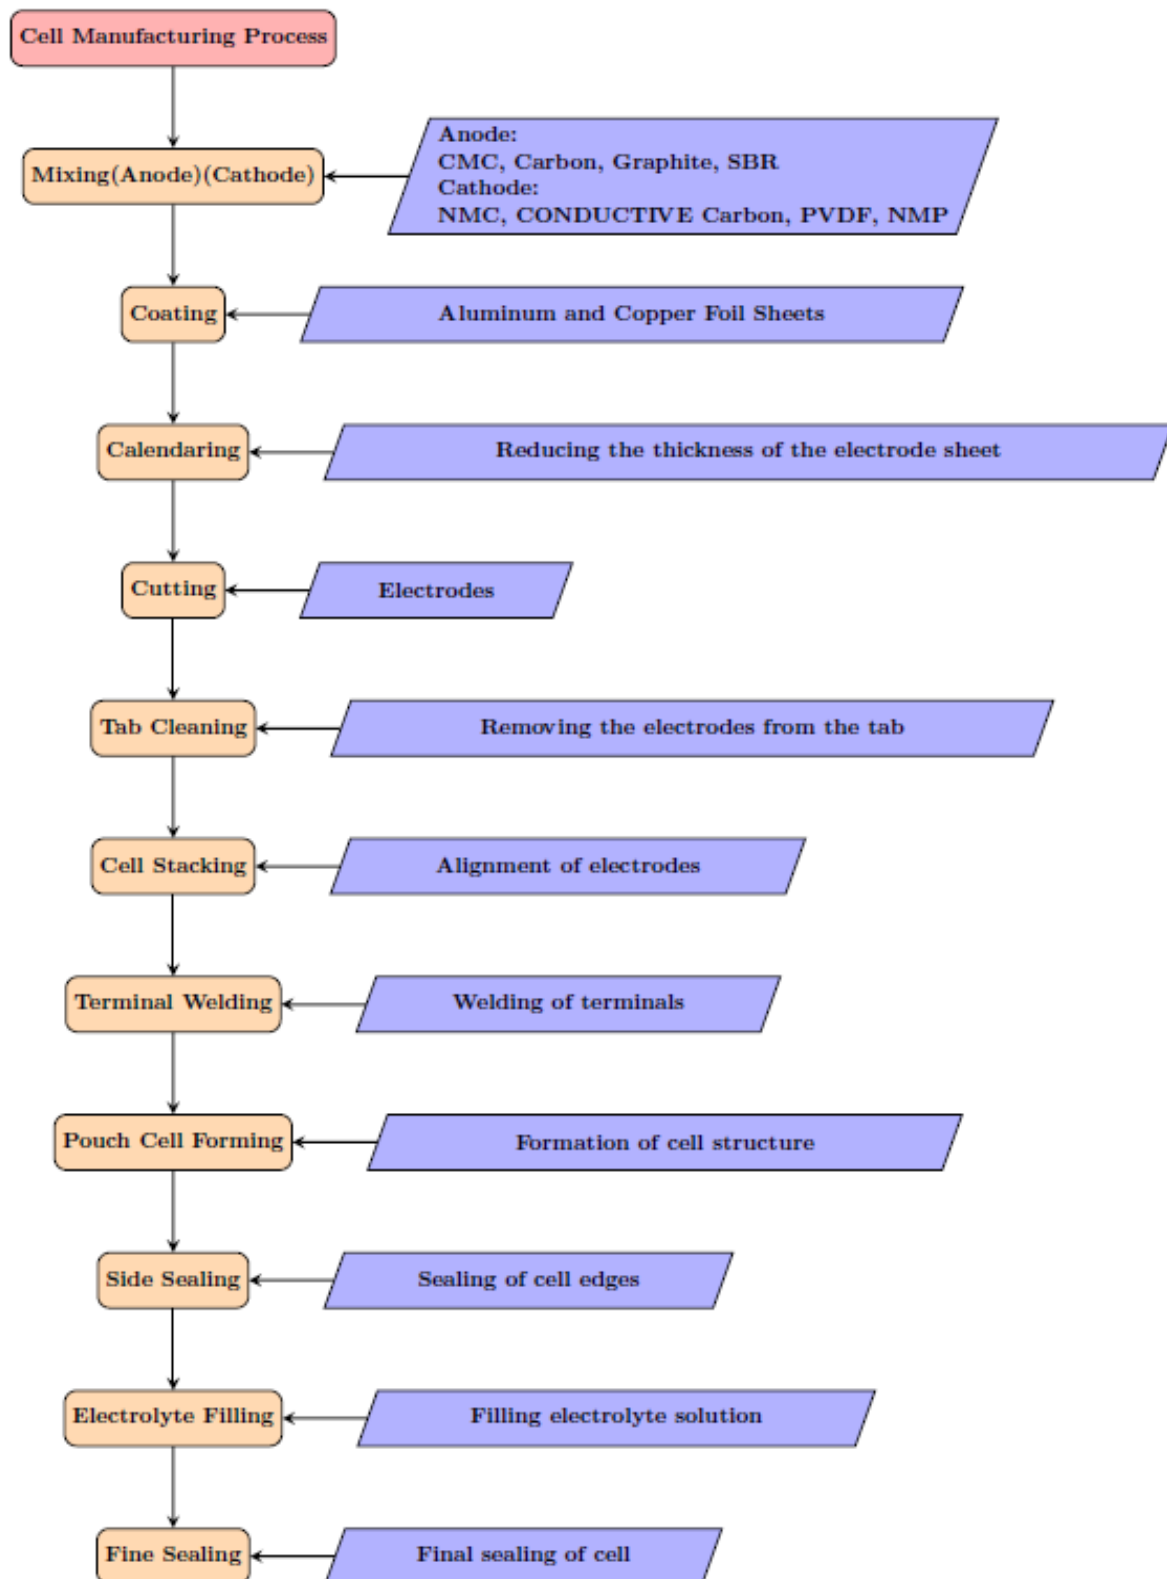 Cell Manufacturing Process
Mixing(Anode)(Cathode)
Anode:
CMC, Carbon, Graphite, SBR
Cathode:
NMC, CONDUCTIVE Carbon, PVDF, NMP
Coating
Aluminum and Copper Foil Sheets
Calendaring
Reducing the thickness of the electrode sheet
Cutting
Electrodes
Tab Cleaning
Removing the electrodes from the tab
Cell Stacking
Alignment of electrodes
Terminal Welding
Welding of terminals
Pouch Cell Forming
Formation of cell structure
Side Sealing
Sealing of cell edges
Electrolyte Filling
Filling electrolyte solution
Fine Sealing
Final sealing of cell